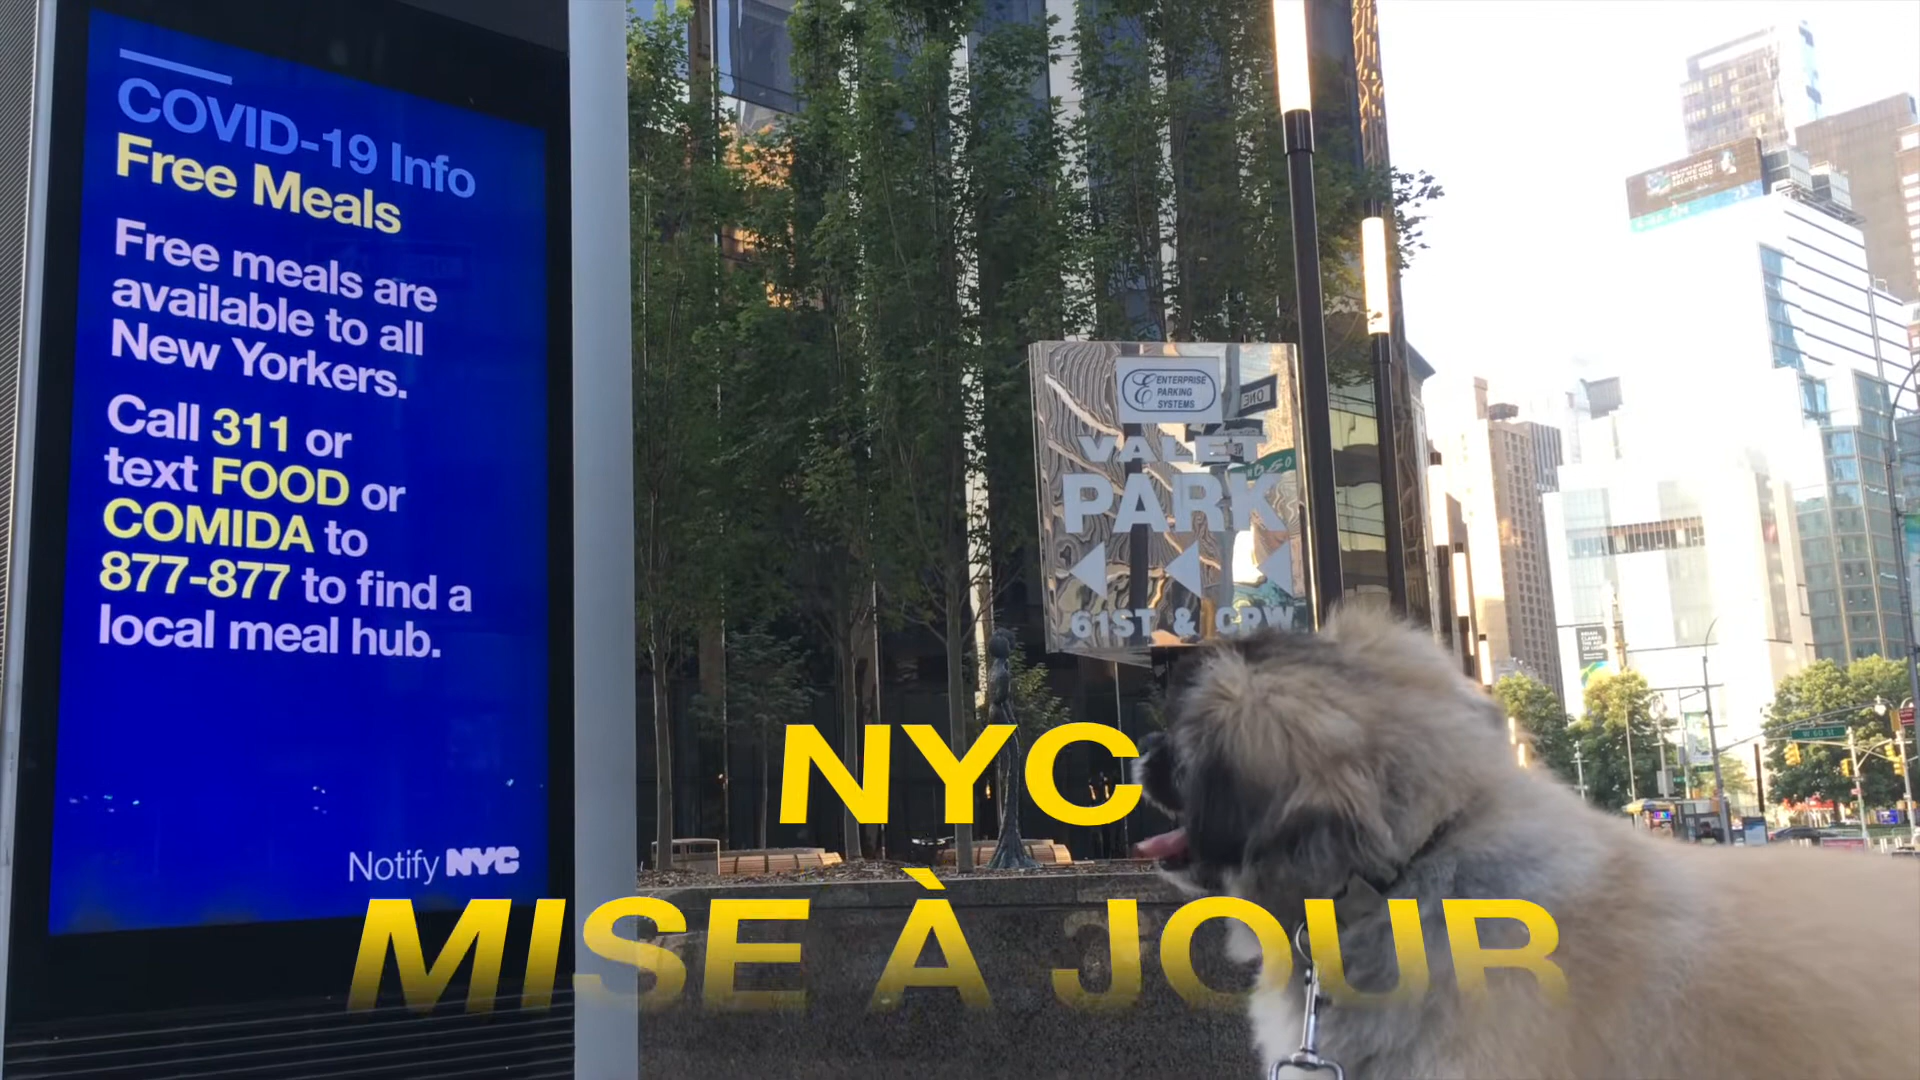 COVID-19 Info
Free Meals
Free meals are
available to all
New Yorkers.
Call 311 or
text FOOD or
COMIDA to
877-877 to find a
local meal hub.
Notify NYC
ENTERPRISE
PARKING
SYSTEMS
VALET
PARK
61ST & CPW
W 60 ST
NYC
MISE À JOUR